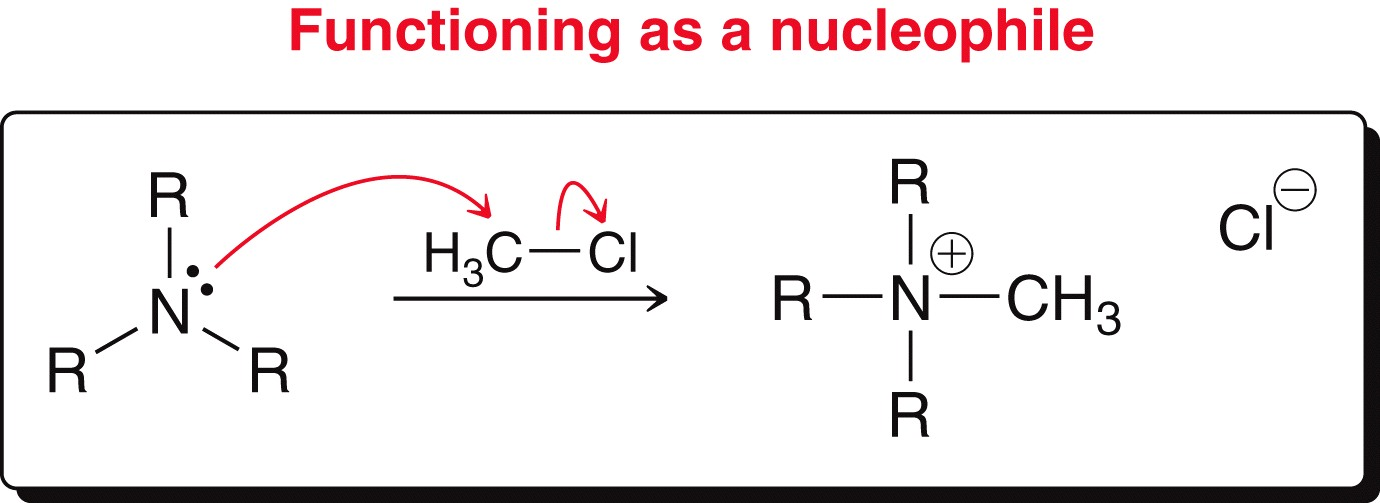 Functioning as a nucleophile
R
N:
R R
H₃C—Cl
R
R—N⊕—CH₃
R
Cl⊖